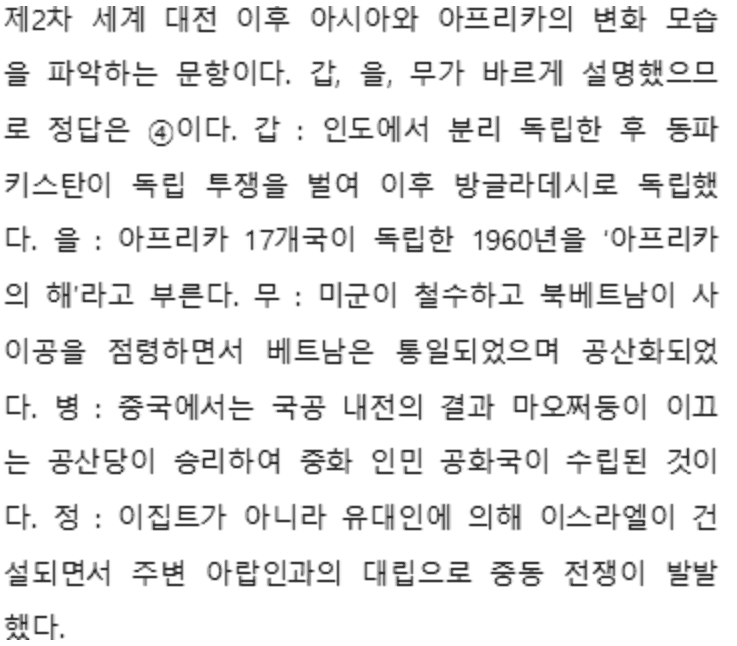 제2차 세계 대전 이후 아시아와 아프리카의 변화 모습
을 파악하는 문항이다. 갑, 을, 무가 바르게 설명했으므
로 정답은 ④이다. 갑 : 인도에서 분리 독립한 후 동파
키스탄이 독립 투쟁을 벌여 이후 방글라데시로 독립했
다. 을 : 아프리카 17개국이 독립한 1960년을 '아프리카
의 해'라고 부른다. 무 : 미군이 철수하고 북베트남이 사
이공을 점령하면서 베트남은 통일되었으며 공산화되었
다. 병 : 중국에서는 국공 내전의 결과 마오쩌둥이 이끄
는 공산당이 승리하여 중화 인민 공화국이 수립된 것이
다. 정 : 이집트가 아니라 유대인에 의해 이스라엘이 건
설되면서 주변 아랍인과의 대립으로 중동 전쟁이 발발
했다.